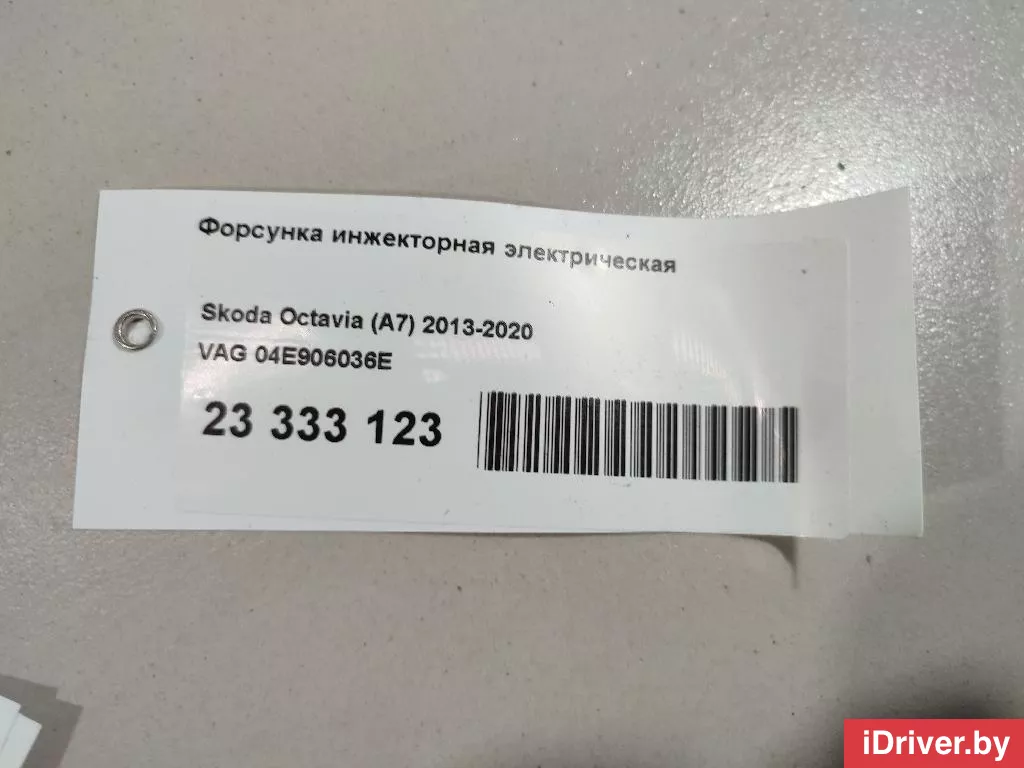 Форсунка инжекторная электрическая
Skoda Octavia (A7) 2013-2020
VAG 04E906036E
23 333 123
iDriver.by